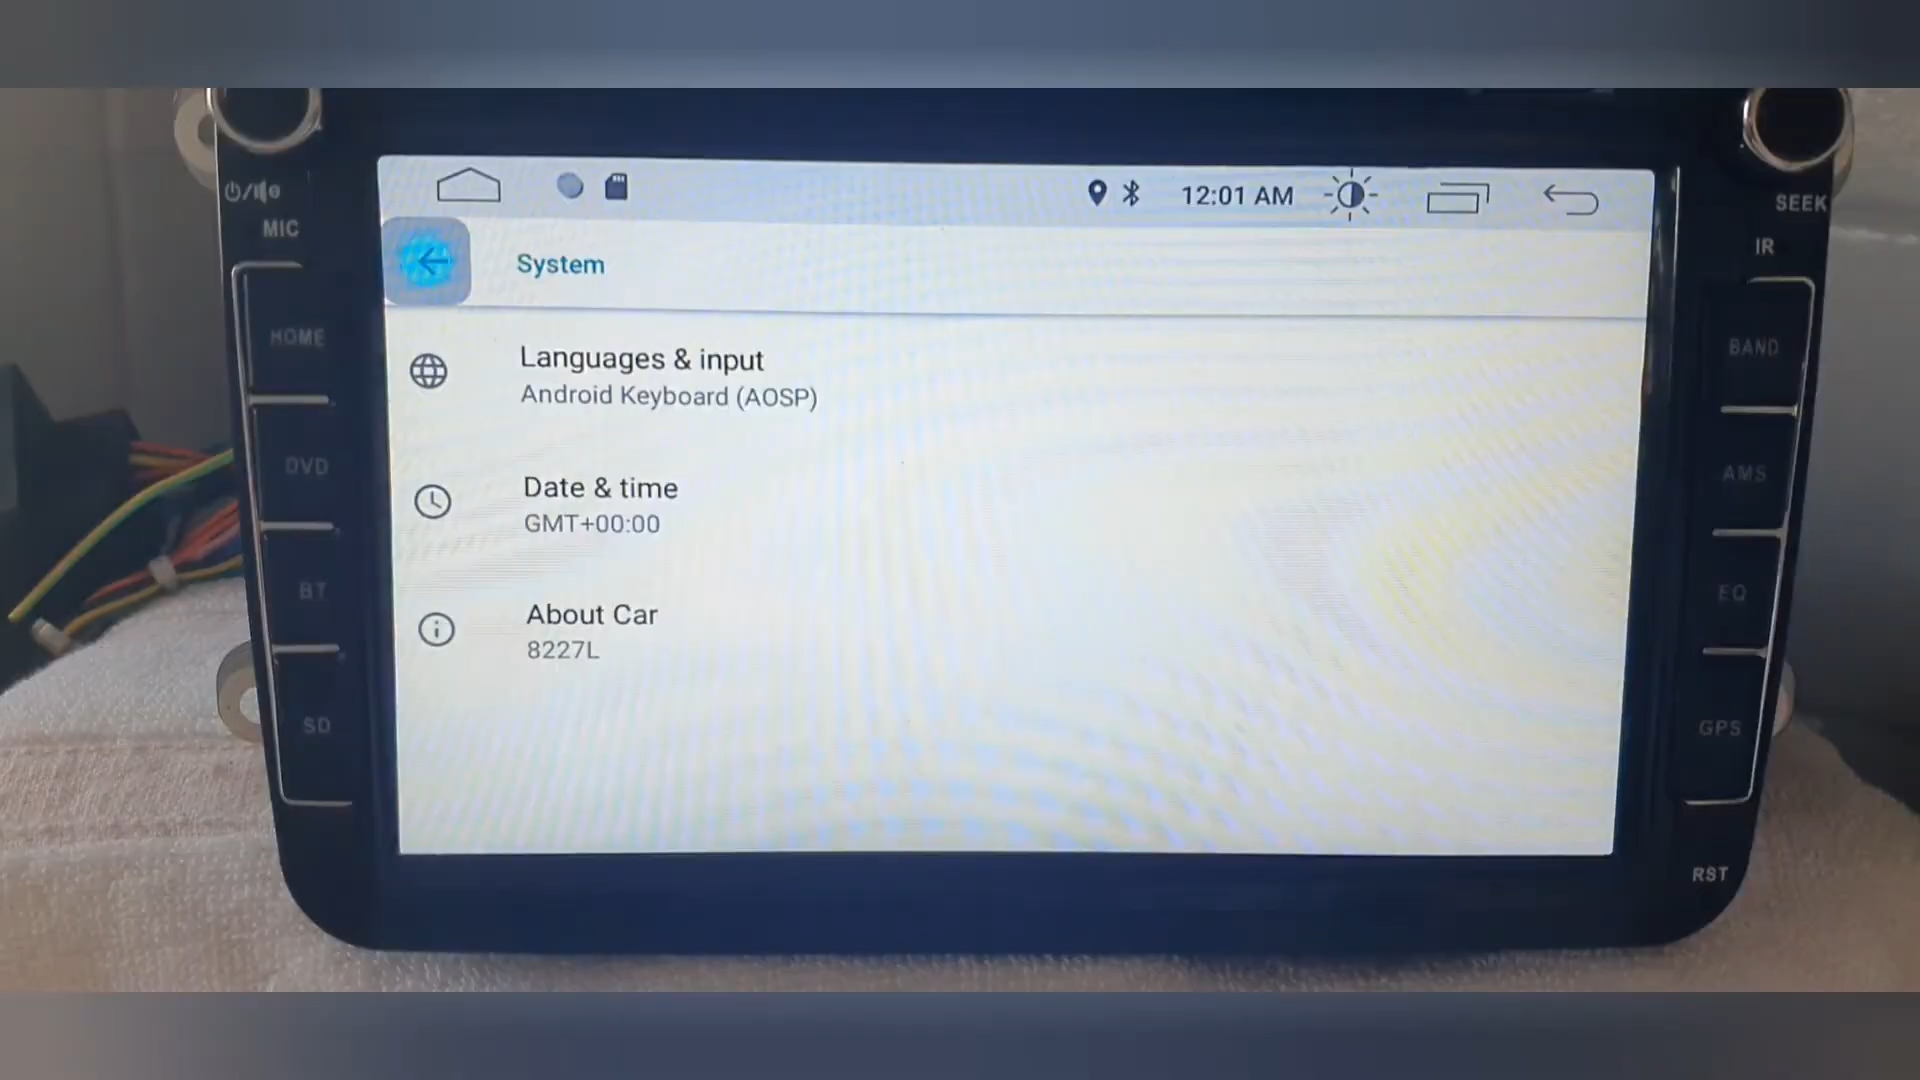 12:01 AM
SEEK
MIC
IR
System
HOME
BAND
Languages & input
Android Keyboard (AOSP)
DVD
AMS
Date & time
GMT+00:00
BT
EQ
About Car
8227L
SD
GPS
RST